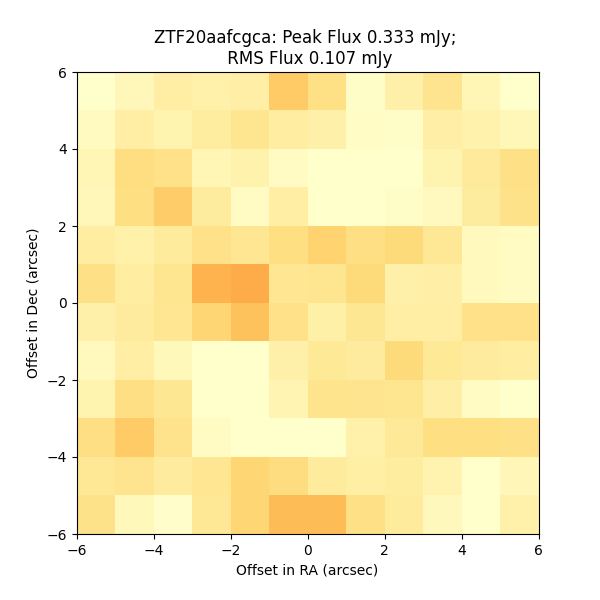 ZTF20aafcgca: Peak Flux 0.333 mJy;
RMS Flux 0.107 mJy
6
4
2
0
−2
−4
−6
Offset in Dec (arcsec)
−6 −4 −2 0 2 4 6
Offset in RA (arcsec)